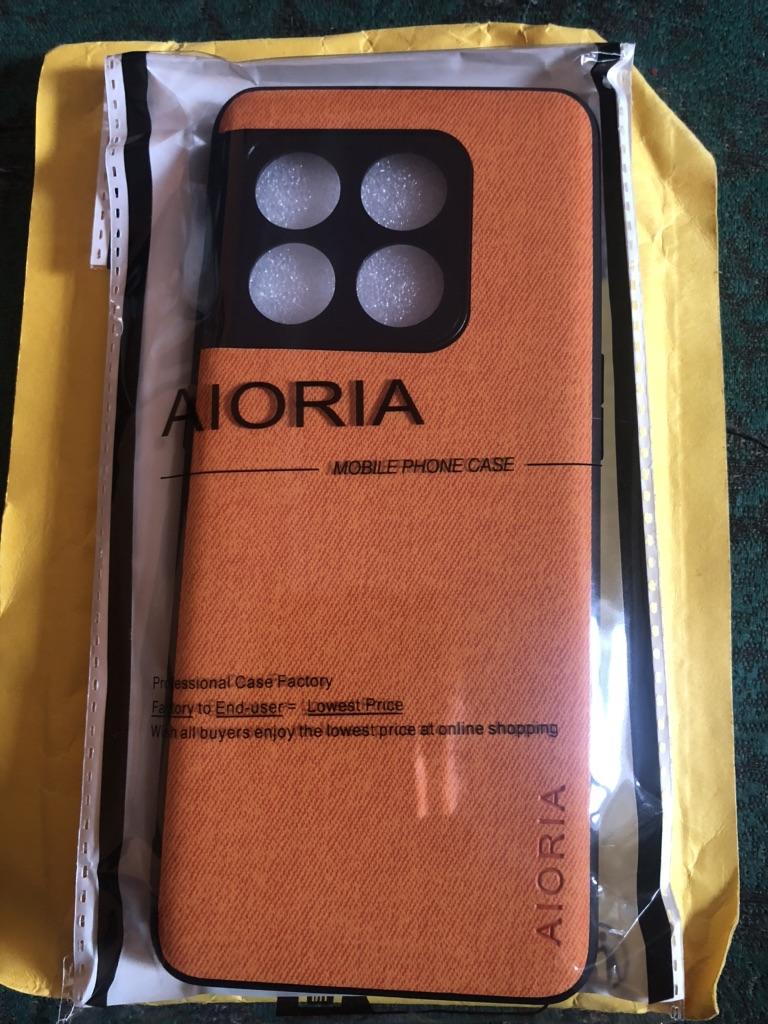 AIORIA
MOBILE PHONE CASE
Professional Case Factory
Factory to End-user = Lowest Price
Wish all buyers enjoy the lowest price at online shopping
AIORIA